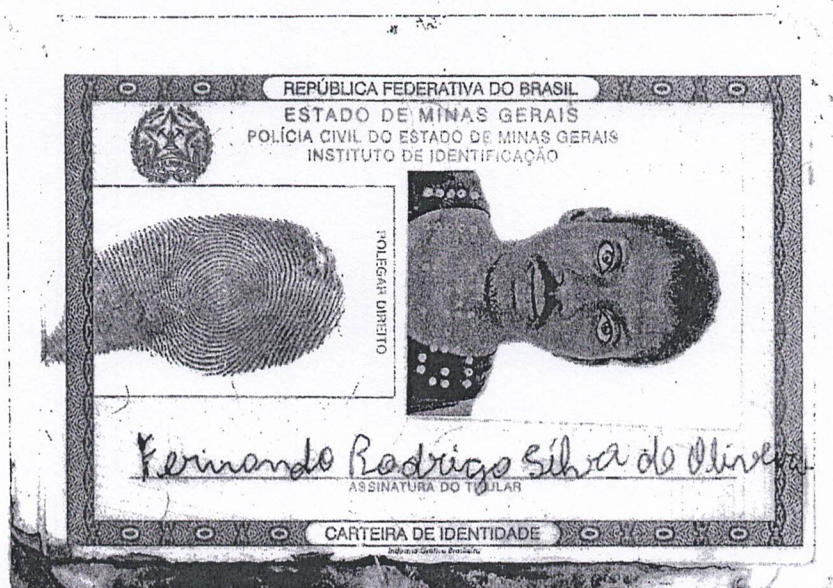 REPÚBLICA FEDERATIVA DO BRASIL
ESTADO DE MINAS GERAIS
POLÍCIA CIVIL DO ESTADO DE MINAS GERAIS
INSTITUTO DE IDENTIFICAÇÃO
POLEGAR DIREITO
Fernando Rodrigo Silva de Oliveira
ASSINATURA DO TITULAR
CARTEIRA DE IDENTIDADE